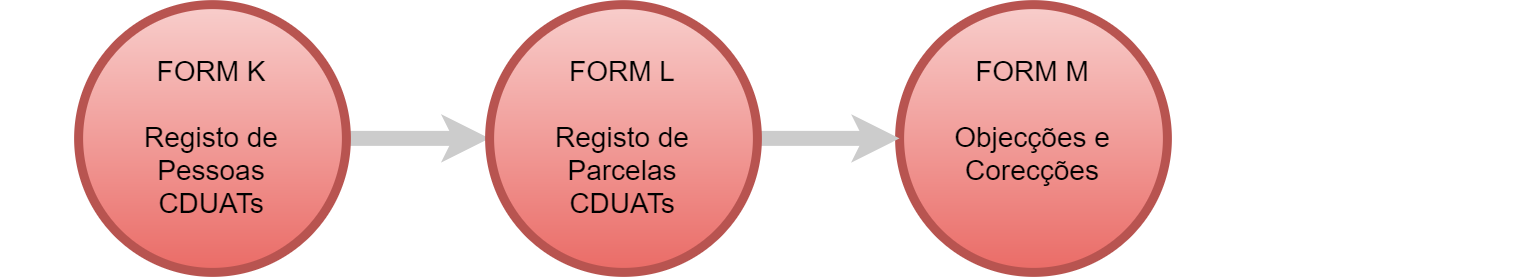 FORM K
Registo de
Pessoas
CDUATs
FORM L
Registo de
Parcelas
CDUATs
FORM M
Objecções e
Corecções